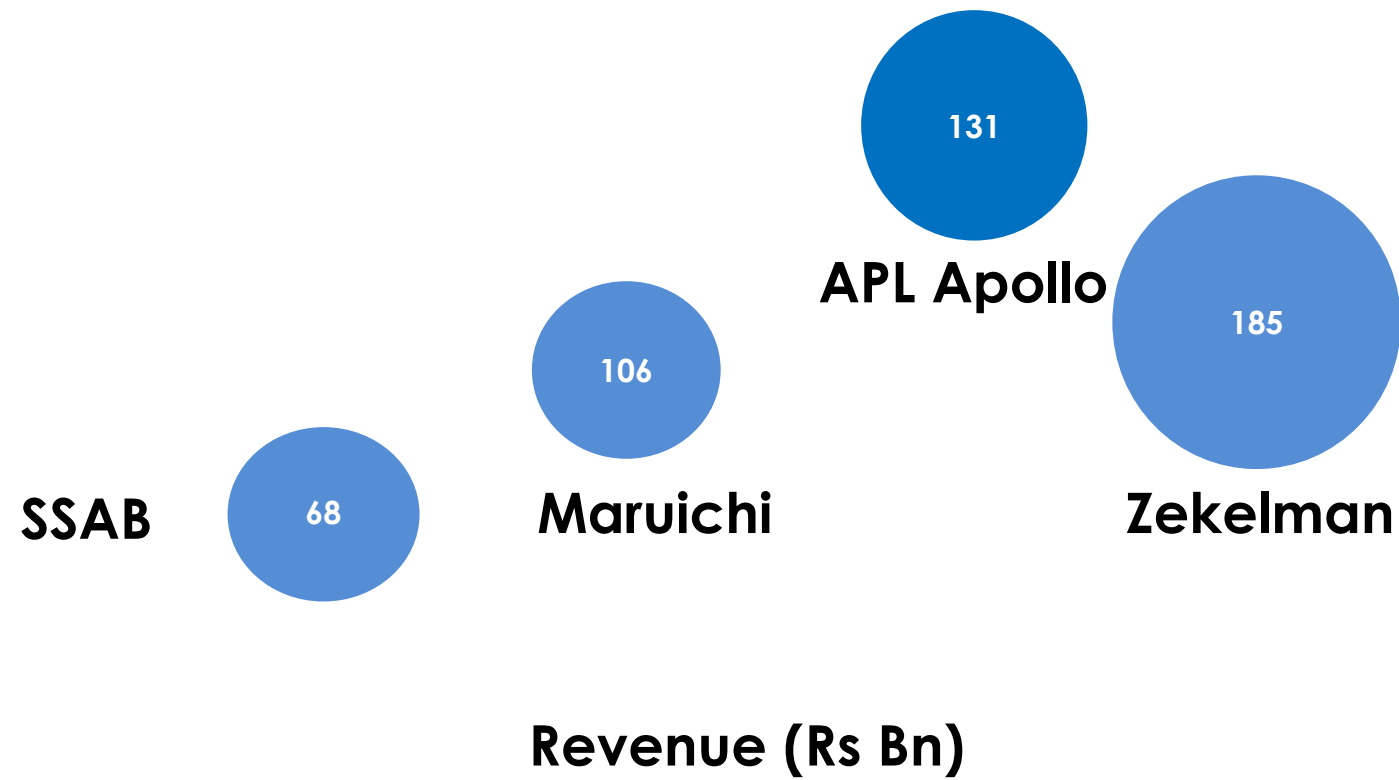 131
APL Apollo
185
106
SSAB
68
Maruichi
Zekelman
Revenue (Rs Bn)